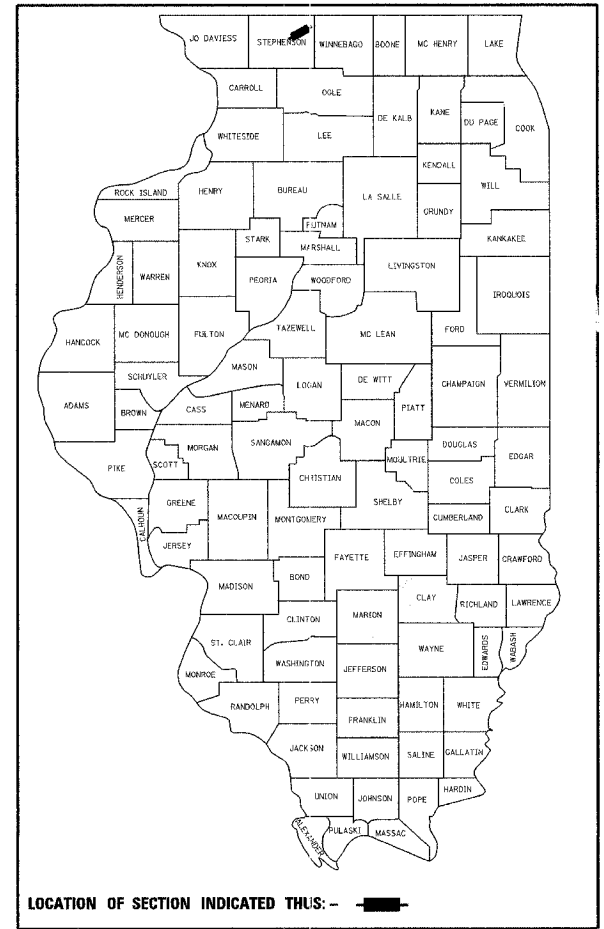 JO DAVIESS STEPHENSON WINNEBAGO BOONE MC HENRY LAKE
CARROLL OGLE
DE KALB KANE DU PAGE COOK
WHITESIDE LEE
KENDALL
WILL
ROCK ISLAND HENRY BUREAU LA SALLE
MERCER PUTNAM GRUNDY
STARK MARSHALL KANKAKEE
HENDERSON WARREN KNOX PEORIA WOODFORD LIVINGSTON
IROQUOIS
HANCOCK MC DONOUGH FULTON TAZEWELL MC LEAN FORD
MASON
SCHUYLER LOGAN DE WITT CHAMPAIGN VERMILION
ADAMS BROWN CASS MENARD PIATT
MACON
MORGAN SANGAMON DOUGLAS
PIKE SCOTT CHRISTIAN MOULTRIE EDGAR
COLES
GREENE SHELBY
CALHOUN MACOUPIN MONTGOMERY CUMBERLAND CLARK
JERSEY
FAYETTE EFFINGHAM JASPER CRAWFORD
MADISON BOND
CLAY RICHLAND LAWRENCE
CLINTON MARION
ST. CLAIR WAYNE EDWARDS WABASH
WASHINGTON JEFFERSON
MONROE
RANDOLPH PERRY HAMILTON WHITE
FRANKLIN
JACKSON WILLIAMSON SALINE GALLATIN
HARDIN
UNION JOHNSON POPE
ALEXANDER PULASKI MASSAC
LOCATION OF SECTION INDICATED THUS: –